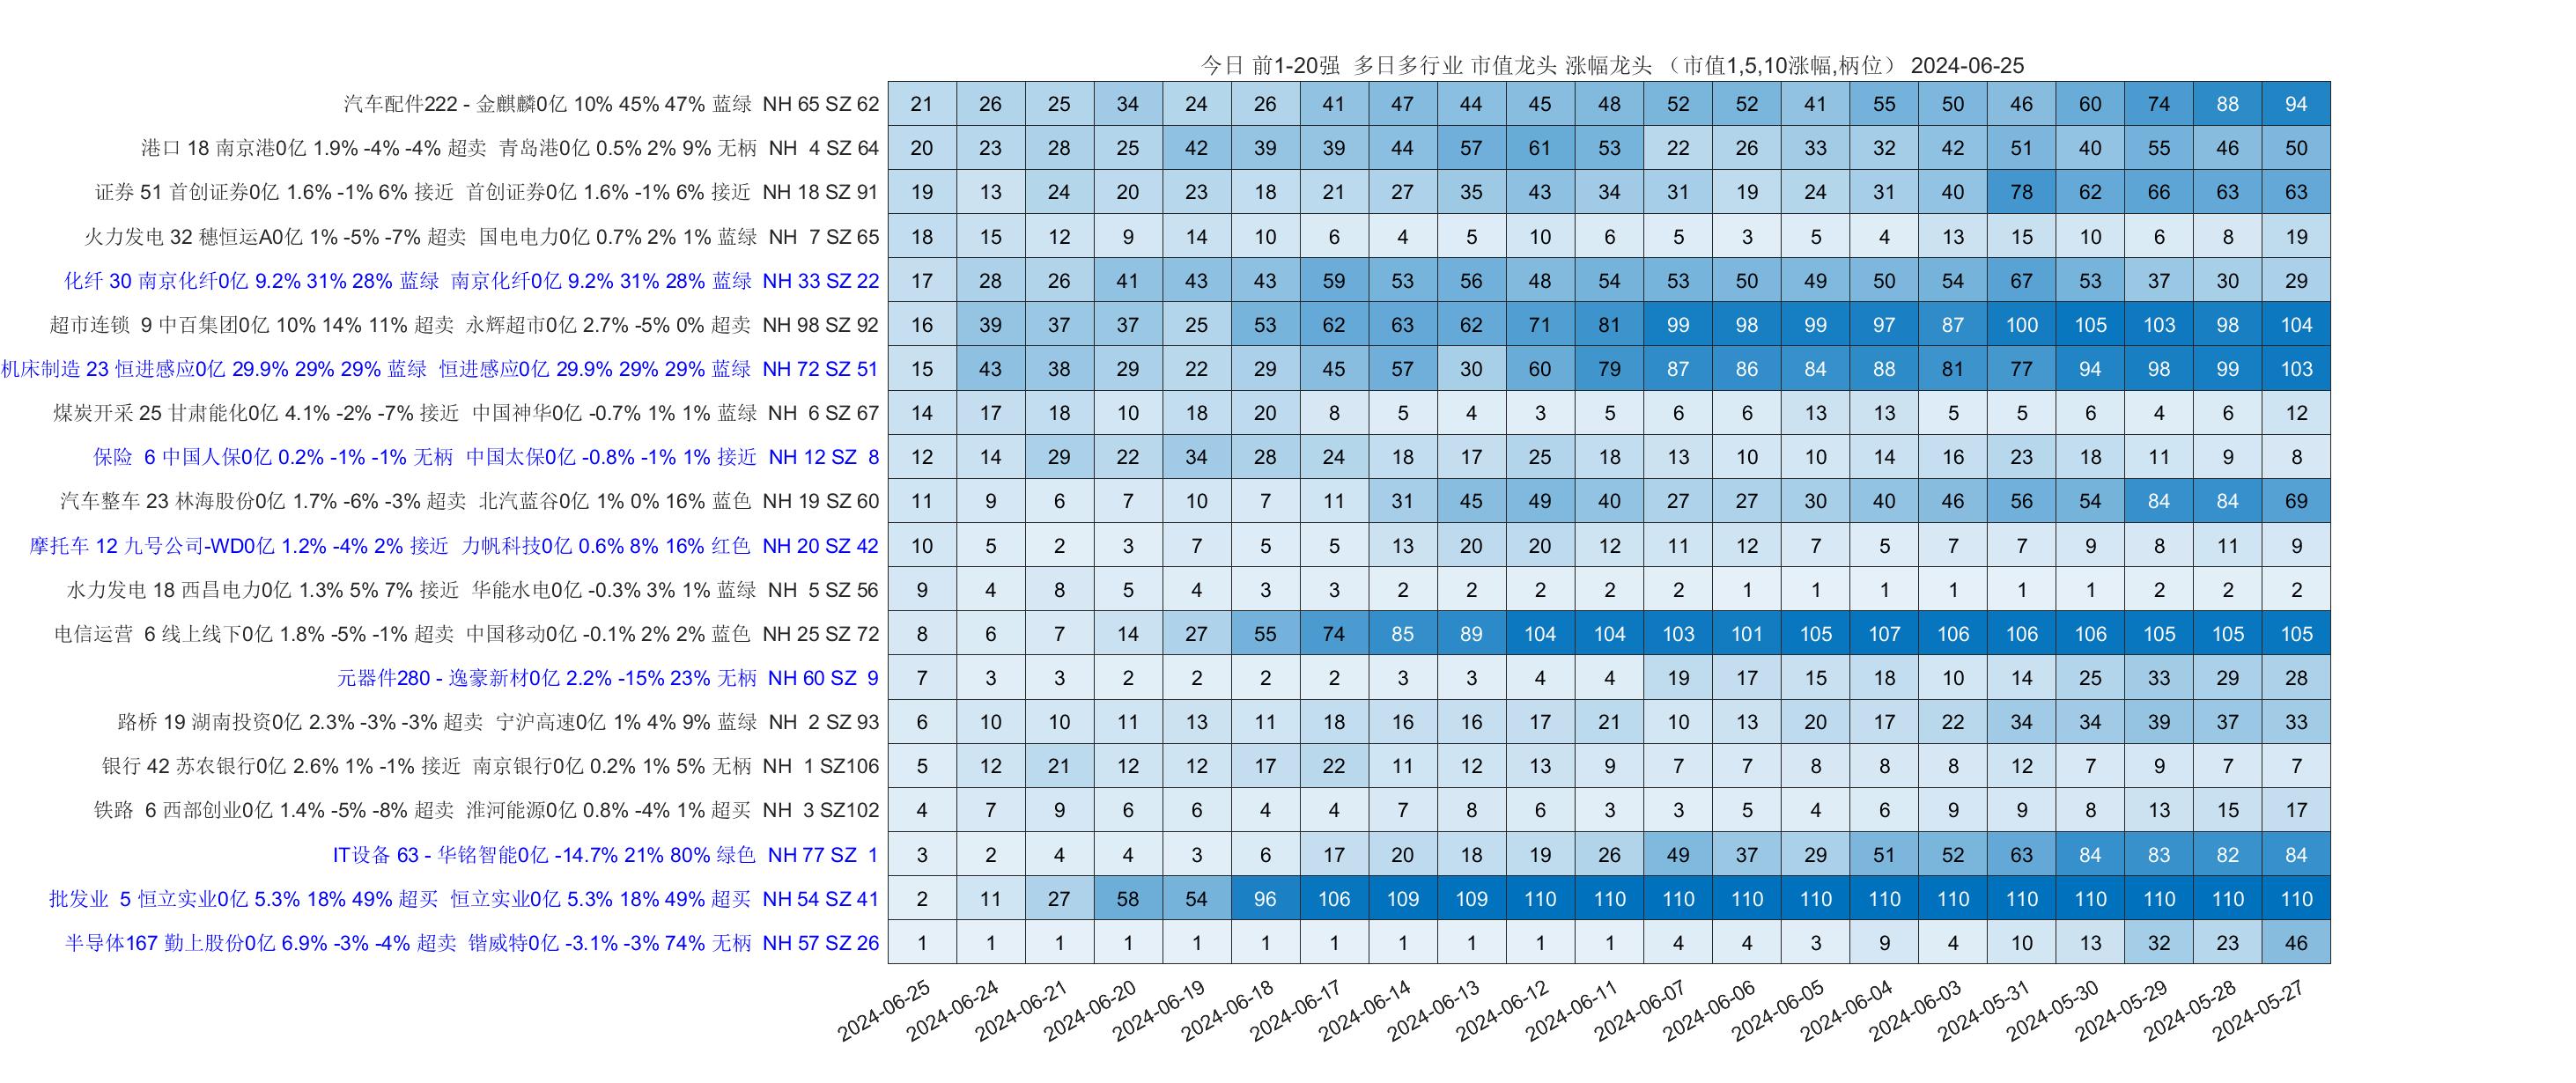 今日 前1-20强 多日多行业 市值龙头 涨幅龙头 （市值1,5,10涨幅,柄位） 2024-06-25
汽车配件222 - 金麒麟0亿 10% 45% 47% 蓝绿 NH 65 SZ 62 21 26 25 34 24 26 41 47 44 45 48 52 52 41 55 50 46 60 74 88 94
港口 18 南京港0亿 1.9% -4% -4% 超卖 青岛港0亿 0.5% 2% 9% 无柄 NH 4 SZ 64 20 23 28 25 42 39 39 44 57 61 53 22 26 33 32 42 51 40 55 46 50
证券 51 首创证券0亿 1.6% -1% 6% 接近 首创证券0亿 1.6% -1% 6% 接近 NH 18 SZ 91 19 13 24 20 23 18 21 27 35 43 34 31 19 24 31 40 78 62 66 63 63
火力发电 32 穗恒运A0亿 1% -5% -7% 超卖 国电电力0亿 0.7% 2% 1% 蓝绿 NH 7 SZ 65 18 15 12 9 14 10 6 4 5 10 6 5 3 5 4 13 15 10 6 8 19
化纤 30 南京化纤0亿 9.2% 31% 28% 蓝绿 南京化纤0亿 9.2% 31% 28% 蓝绿 NH 33 SZ 22 17 28 26 41 43 43 59 53 56 48 54 53 50 49 50 54 67 53 37 30 29
超市连锁 9 中百集团0亿 10% 14% 11% 超卖 永辉超市0亿 2.7% -5% 0% 超卖 NH 98 SZ 92 16 39 37 37 25 53 62 63 62 71 81 99 98 99 97 87 100 105 103 98 104
机床制造 23 恒进感应0亿 29.9% 29% 29% 蓝绿 恒进感应0亿 29.9% 29% 29% 蓝绿 NH 72 SZ 51 15 43 38 29 22 29 45 57 30 60 79 87 86 84 88 81 77 94 98 99 103
煤炭开采 25 甘肃能化0亿 4.1% -2% -7% 接近 中国神华0亿 -0.7% 1% 1% 蓝绿 NH 6 SZ 67 14 17 18 10 18 20 8 5 4 3 5 6 6 13 13 5 5 6 4 6 12
保险 6 中国人保0亿 0.2% -1% -1% 无柄 中国太保0亿 -0.8% -1% 1% 接近 NH 12 SZ 8 12 14 29 22 34 28 24 18 17 25 18 13 10 10 14 16 23 18 11 9 8
汽车整车 23 林海股份0亿 1.7% -6% -3% 超卖 北汽蓝谷0亿 1% 0% 16% 蓝色 NH 19 SZ 60 11 9 6 7 10 7 11 31 45 49 40 27 27 30 40 46 56 54 84 84 69
摩托车 12 九号公司-WD0亿 1.2% -4% 2% 接近 力帆科技0亿 0.6% 8% 16% 红色 NH 20 SZ 42 10 5 2 3 7 5 5 13 20 20 12 11 12 7 5 7 7 9 8 11 9
水力发电 18 西昌电力0亿 1.3% 5% 7% 接近 华能水电0亿 -0.3% 3% 1% 蓝绿 NH 5 SZ 56 9 4 8 5 4 3 3 2 2 2 2 2 1 1 1 1 1 1 2 2 2
电信运营 6 线上线下0亿 1.8% -5% -1% 超卖 中国移动0亿 -0.1% 2% 2% 蓝色 NH 25 SZ 72 8 6 7 14 27 55 74 85 89 104 104 103 101 105 107 106 106 106 105 105 105
元器件280 - 逸豪新材0亿 2.2% -15% 23% 无柄 NH 60 SZ 9 7 3 3 2 2 2 2 3 3 4 4 19 17 15 18 10 14 25 33 29 28
路桥 19 湖南投资0亿 2.3% -3% -3% 超卖 宁沪高速0亿 1% 4% 9% 蓝绿 NH 2 SZ 93 6 10 10 11 13 11 18 16 16 17 21 10 13 20 17 22 34 34 39 37 33
银行 42 苏农银行0亿 2.6% 1% -1% 接近 南京银行0亿 0.2% 1% 5% 无柄 NH 1 SZ106 5 12 21 12 12 17 22 11 12 13 9 7 7 8 8 8 12 7 9 7 7
铁路 6 西部创业0亿 1.4% -5% -8% 超卖 淮河能源0亿 0.8% -4% 1% 超买 NH 3 SZ102 4 7 9 6 6 4 4 7 8 6 3 3 5 4 6 9 9 8 13 15 17
IT设备 63 - 华铭智能0亿 -14.7% 21% 80% 绿色 NH 77 SZ 1 3 2 4 4 3 6 17 20 18 19 26 49 37 29 51 52 63 84 83 82 84
批发业 5 恒立实业0亿 5.3% 18% 49% 超买 恒立实业0亿 5.3% 18% 49% 超买 NH 54 SZ 41 2 11 27 58 54 96 106 109 109 110 110 110 110 110 110 110 110 110 110 110 110
半导体167 勤上股份0亿 6.9% -3% -4% 超卖 锴威特0亿 -3.1% -3% 74% 无柄 NH 57 SZ 26 1 1 1 1 1 1 1 1 1 1 1 4 4 3 9 4 10 13 32 23 46
2024-06-25 2024-06-24 2024-06-21 2024-06-20 2024-06-19 2024-06-18 2024-06-17 2024-06-14 2024-06-13 2024-06-12 2024-06-11 2024-06-07 2024-06-06 2024-06-05 2024-06-04 2024-06-03 2024-05-31 2024-05-30 2024-05-29 2024-05-28 2024-05-27